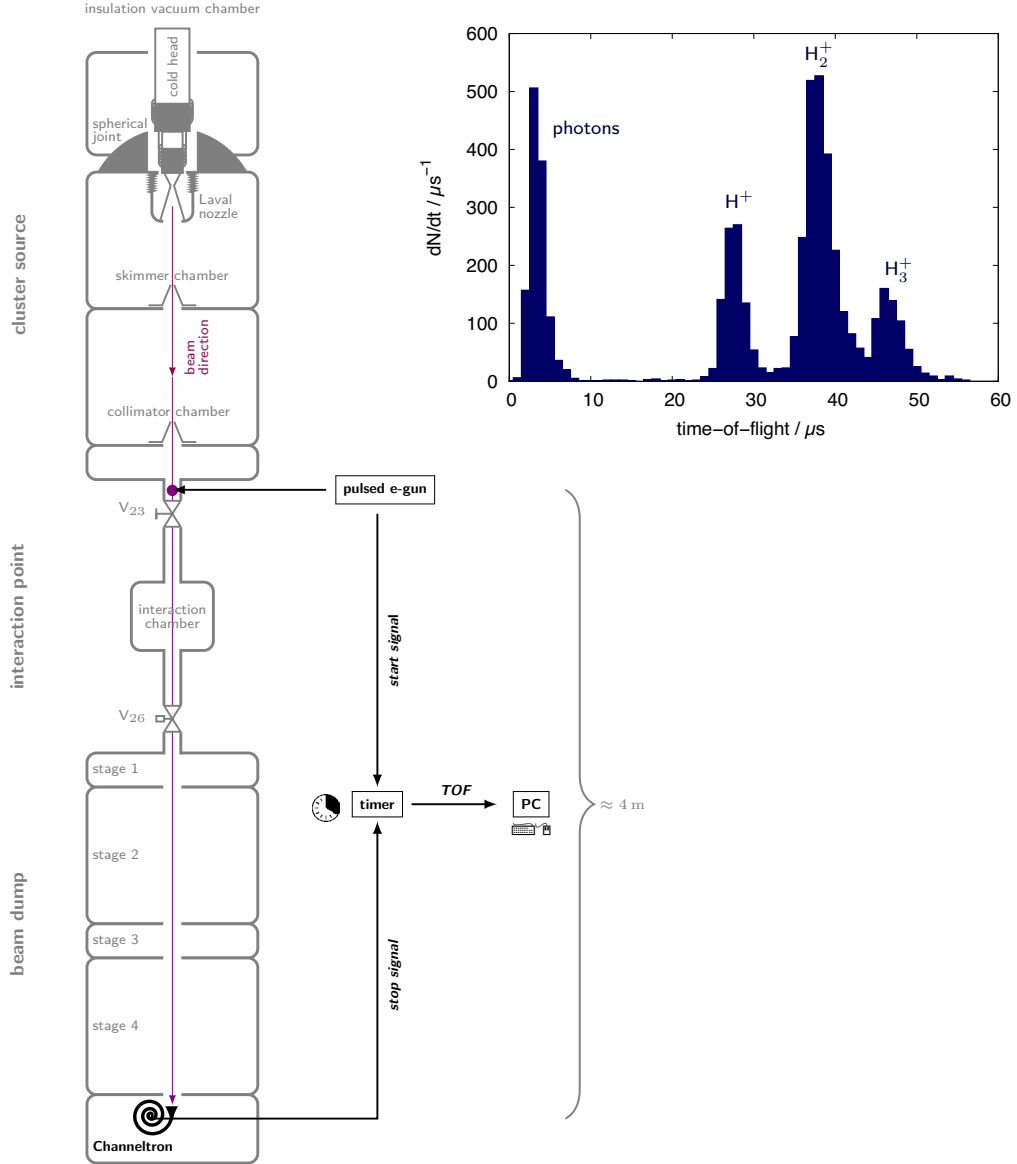 insulation vacuum chamber
cold head
spherical
joint
Laval
nozzle
cluster source
skimmer chamber
beam
direction
collimator chamber
600
500
400
300
200
100
0
dN/dt / μs⁻¹
photons
H⁺
H₂⁺
H₃⁺
0 10 20 30 40 50 60
time−of−flight / μs
pulsed e-gun
V₂₃
interaction point
interaction
chamber
start signal
V₂₆
stage 1
timer
TOF
PC
≈ 4 m
beam dump
stage 2
stage 3
stop signal
stage 4
Channeltron